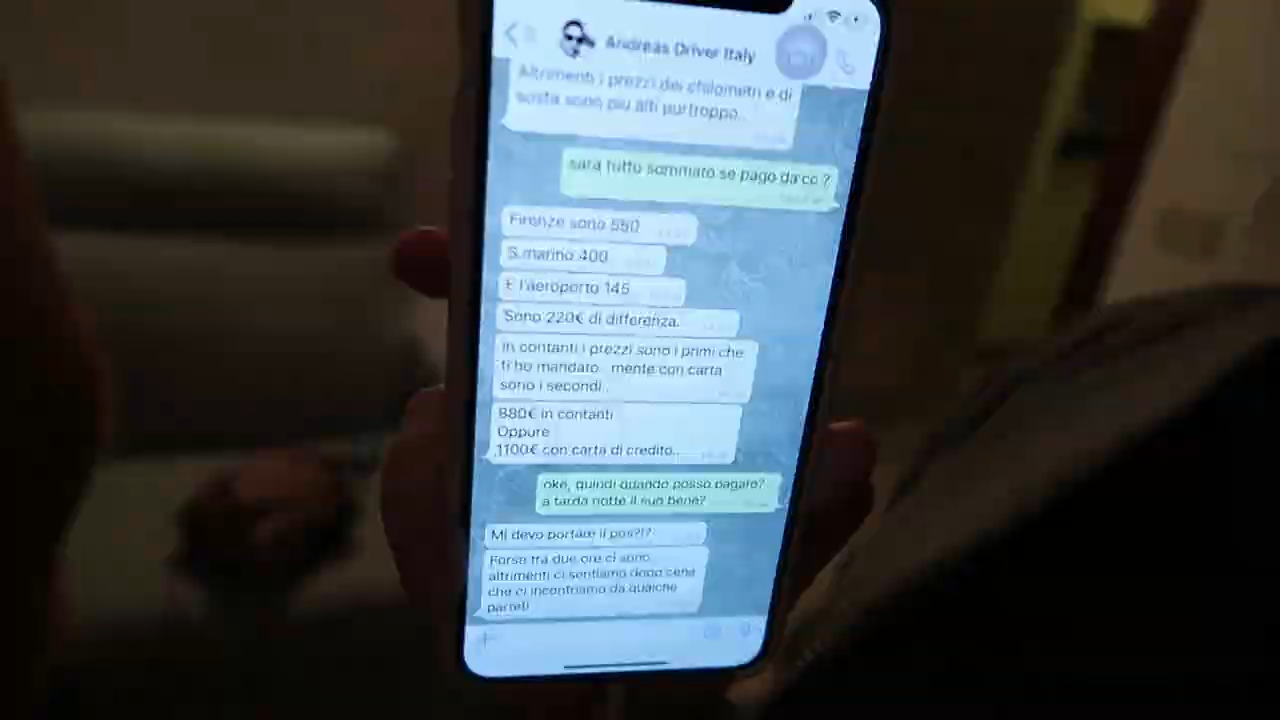 Andreas Driver Italy
Altrimenti i prezzi dei chilometri e di
sosta sono più alti purtroppo..
sarà tutto sommato se pago da cc ?
Firenze sono 550
S.marino 400
E l'aeroporto 145
Sono 220€ di differenza.
In contanti i prezzi sono i primi che
ti ho mandato.. mente con carta
sono i secondi..
880€ in contanti
Oppure
1100€ con carta di credito..
oke, quindi quando posso pagare?
a tarda notte il suo bene?
Mi devo portare il pos?!?
Forse tra due ore ci sono
altrimenti ci sentiamo dopo cena
che ci incontriamo da qualche